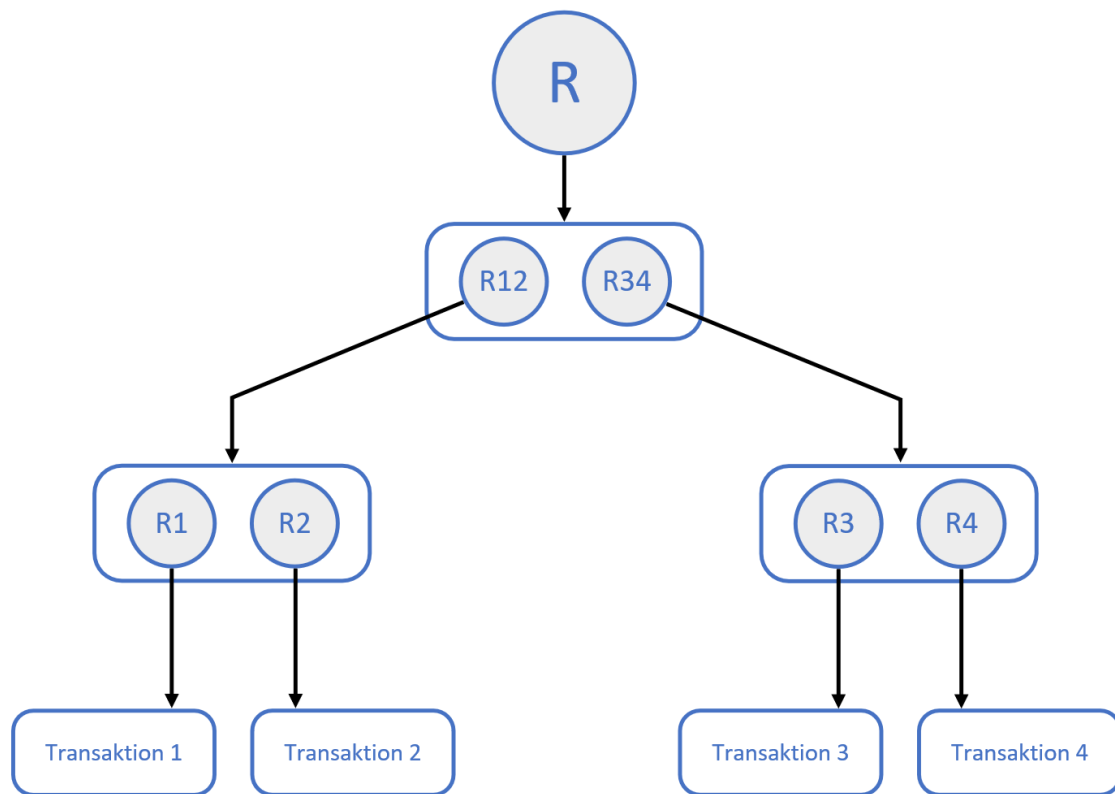 R
R12
R34
R1
R2
R3
R4
Transaktion 1
Transaktion 2
Transaktion 3
Transaktion 4